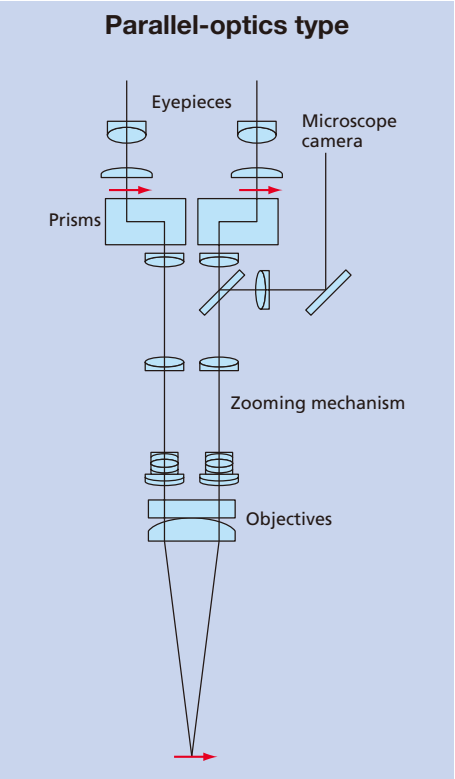 Parallel-optics type
Eyepieces
Microscope
camera
Prisms
Zooming mechanism
Objectives